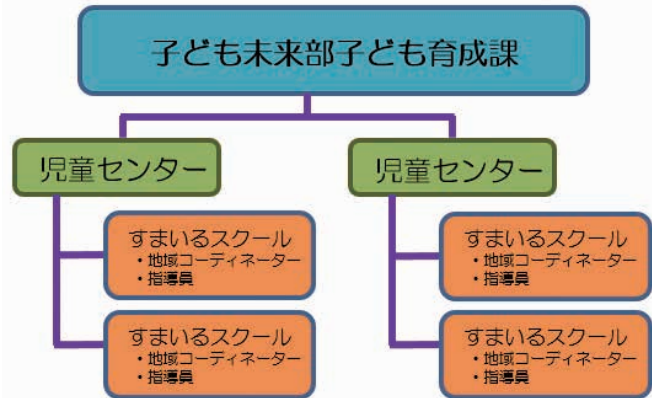 子ども未来部子ども育成課
児童センター
すまいるスクール
・地域コーディネーター
・指導員
すまいるスクール
・地域コーディネーター
・指導員
児童センター
すまいるスクール
・地域コーディネーター
・指導員
すまいるスクール
・地域コーディネーター
・指導員